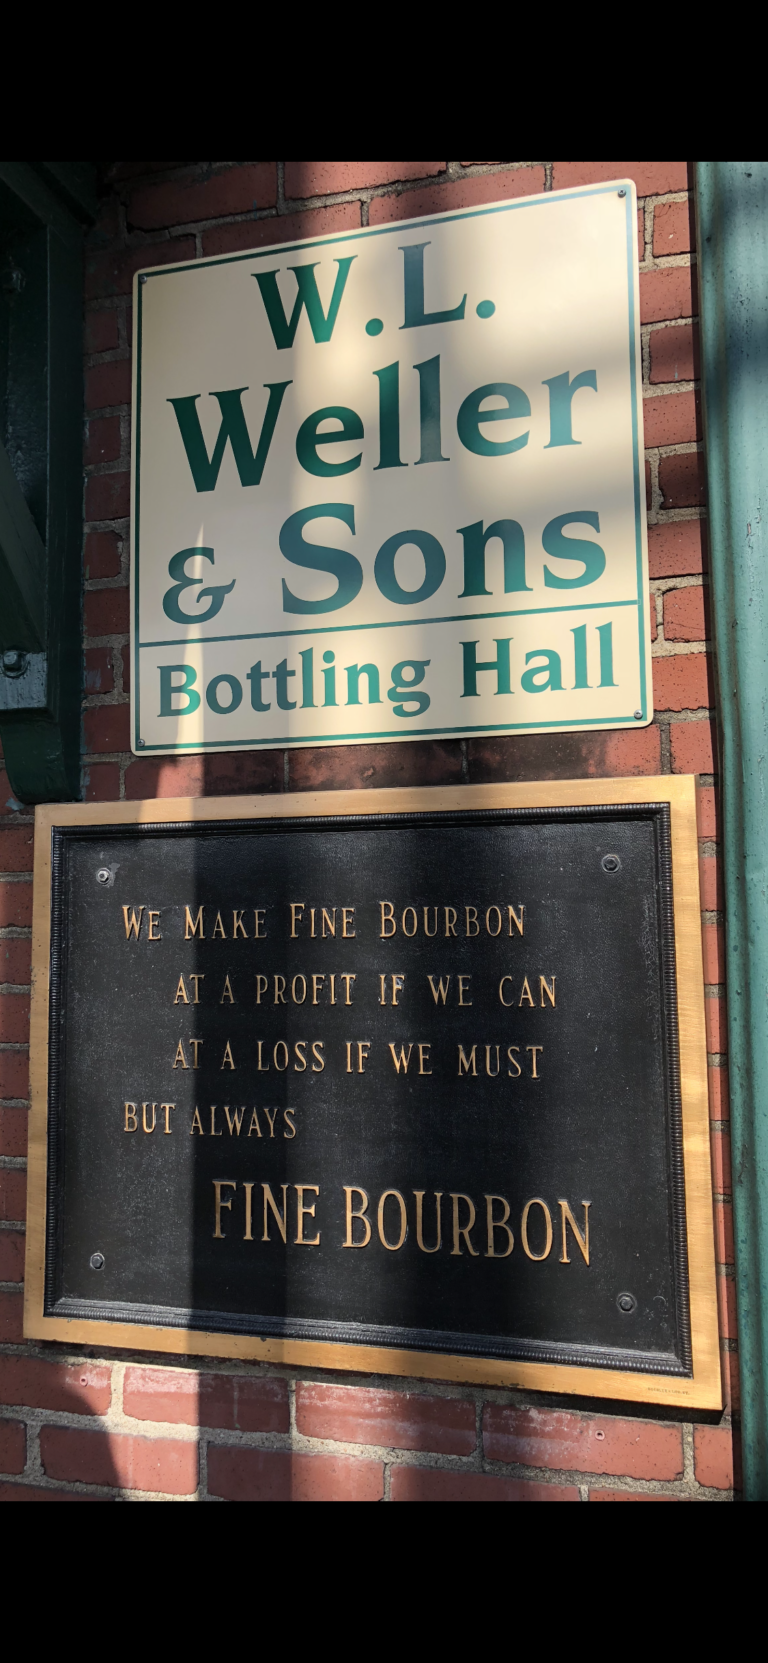 W.L.
Weller
& Sons
Bottling Hall
WE MAKE FINE BOURBON
AT A PROFIT IF WE CAN
AT A LOSS IF WE MUST
BUT ALWAYS
FINE BOURBON